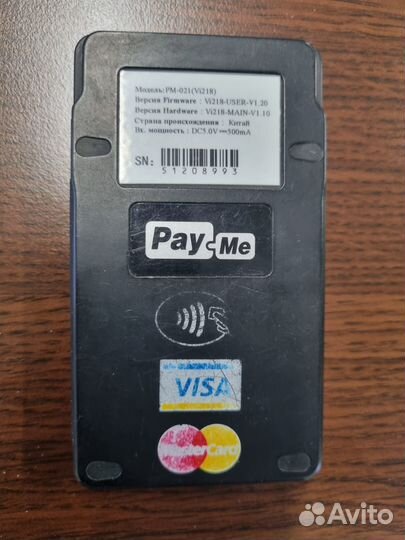 Модель:PM-021(Vi218)
Версия Firmware : Vi218-USER-V1.20
Версия Hardware : Vi218-MAIN-V1.10
Страна происхождения : Китай
Вх. мощность : DC5.0V⎓500mA
SN:
51208993
Pay-Me
VISA
MasterCard
Avito